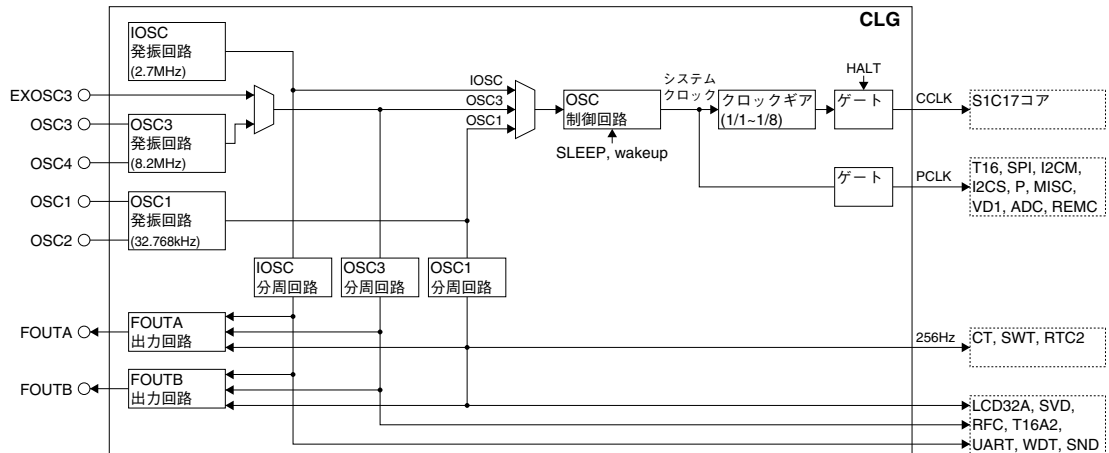 CLG
IOSC
発振回路
(2.7MHz)
EXOSC3
OSC3
OSC4
OSC3
発振回路
(8.2MHz)
OSC1
OSC2
OSC1
発振回路
(32.768kHz)
IOSC
OSC3
OSC1
OSC
制御回路
SLEEP, wakeup
システム
クロック
クロックギア
(1/1~1/8)
HALT
ゲート
CCLK
S1C17コア
ゲート
PCLK
T16, SPI, I2CM,
I2CS, P, MISC,
VD1, ADC, REMC
IOSC
分周回路
OSC3
分周回路
OSC1
分周回路
FOUTA
FOUTA
出力回路
256Hz
CT, SWT, RTC2
FOUTB
FOUTB
出力回路
LCD32A, SVD,
RFC, T16A2,
UART, WDT, SND